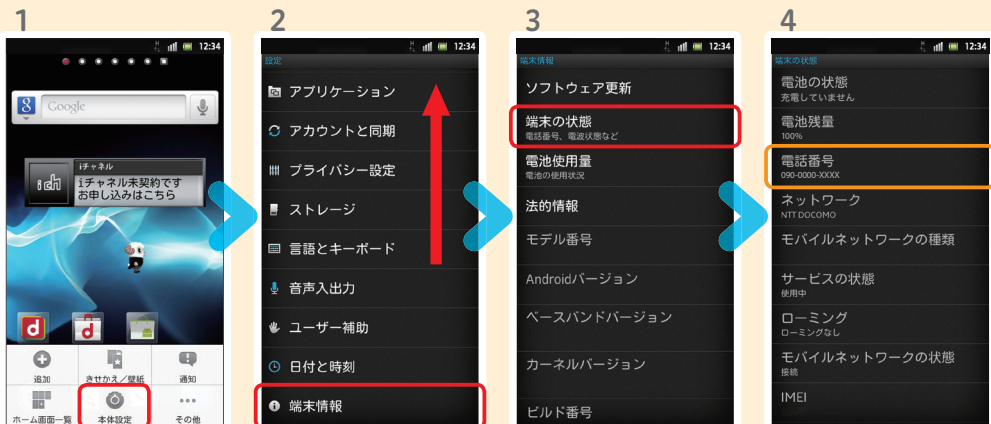 1
12:34
8
Google
ich
iチャネル
iチャネル未契約です
お申し込みはこちら
d
d
追加
きせかえ/壁紙
通知
ホーム画面一覧
本体設定
その他
2
12:34
設定
アプリケーション
アカウントと同期
プライバシー設定
ストレージ
言語とキーボード
音声入出力
ユーザー補助
日付と時刻
端末情報
3
12:34
端末情報
ソフトウェア更新
端末の状態
電話番号、電波状態など
電池使用量
電池の使用状況
法的情報
モデル番号
Androidバージョン
ベースバンドバージョン
カーネルバージョン
ビルド番号
4
12:34
端末の状態
電池の状態
充電していません
電池残量
100%
電話番号
090-0000-XXXX
ネットワーク
NTT DOCOMO
モバイルネットワークの種類
サービスの状態
使用中
ローミング
ローミングなし
モバイルネットワークの状態
接続
IMEI